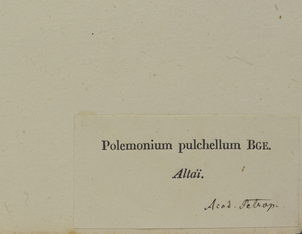 Polemonium pulchellum BGE.
Altaï.
Acad. Petrop.